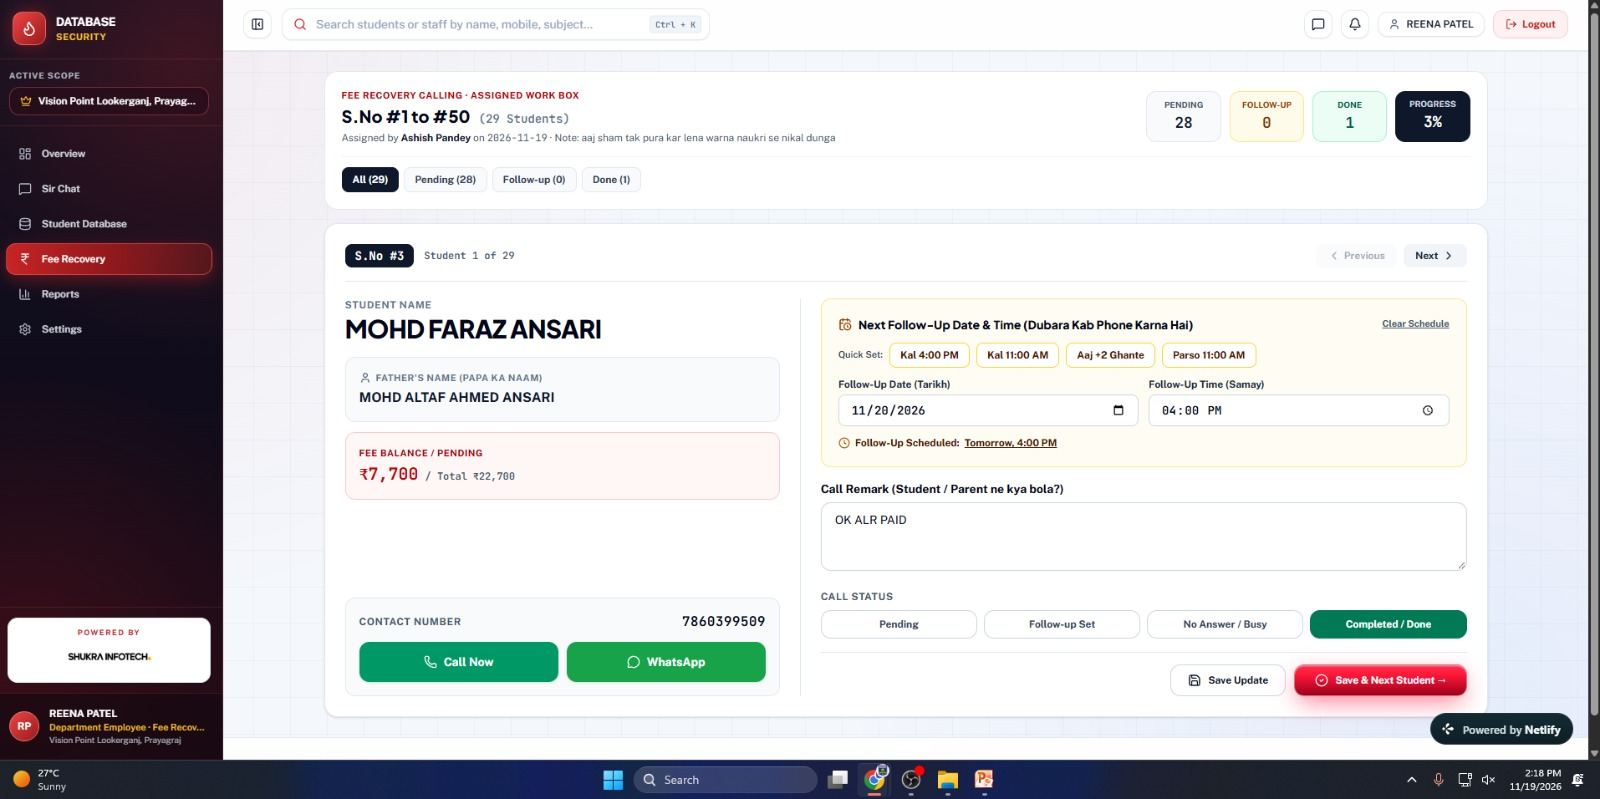 DATABASE
SECURITY
ACTIVE SCOPE
Vision Point Lookerganj, Prayag...
Overview
Sir Chat
Student Database
Fee Recovery
Reports
Settings
POWERED BY
SHUKRA INFOTECH.
RP
REENA PATEL
Department Employee · Fee Recov...
Vision Point Lookerganj, Prayagraj
Search students or staff by name, mobile, subject...
Ctrl + K
REENA PATEL
Logout
FEE RECOVERY CALLING · ASSIGNED WORK BOX
S.No #1 to #50 (29 Students)
Assigned by Ashish Pandey on 2026-11-19 · Note: aaj sham tak pura kar lena warna naukri se nikal dunga
PENDING
28
FOLLOW-UP
0
DONE
1
PROGRESS
3%
All (29)
Pending (28)
Follow-up (0)
Done (1)
S.No #3
Student 1 of 29
Previous
Next
STUDENT NAME
MOHD FARAZ ANSARI
FATHER'S NAME (PAPA KA NAAM)
MOHD ALTAF AHMED ANSARI
FEE BALANCE / PENDING
₹7,700 / Total ₹22,700
CONTACT NUMBER
7860399509
Call Now
WhatsApp
Next Follow-Up Date & Time (Dubara Kab Phone Karna Hai)
Clear Schedule
Quick Set:
Kal 4:00 PM
Kal 11:00 AM
Aaj +2 Ghante
Parso 11:00 AM
Follow-Up Date (Tarikh)
Follow-Up Time (Samay)
11/20/2026
04:00 PM
Follow-Up Scheduled: Tomorrow, 4:00 PM
Call Remark (Student / Parent ne kya bola?)
OK ALR PAID
CALL STATUS
Pending
Follow-up Set
No Answer / Busy
Completed / Done
Save Update
Save & Next Student →
Powered by Netlify
27°C
Sunny
Search
2:18 PM
11/19/2026